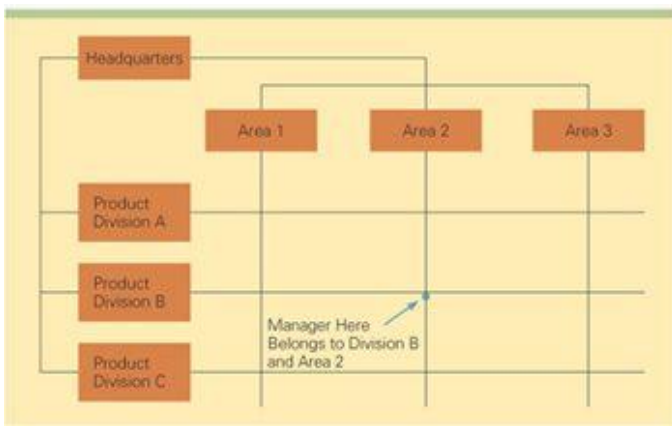 Headquarters
Area 1
Area 2
Area 3
Product
Division A
Product
Division B
Manager Here
Belongs to Division B
and Area 2
Product
Division C